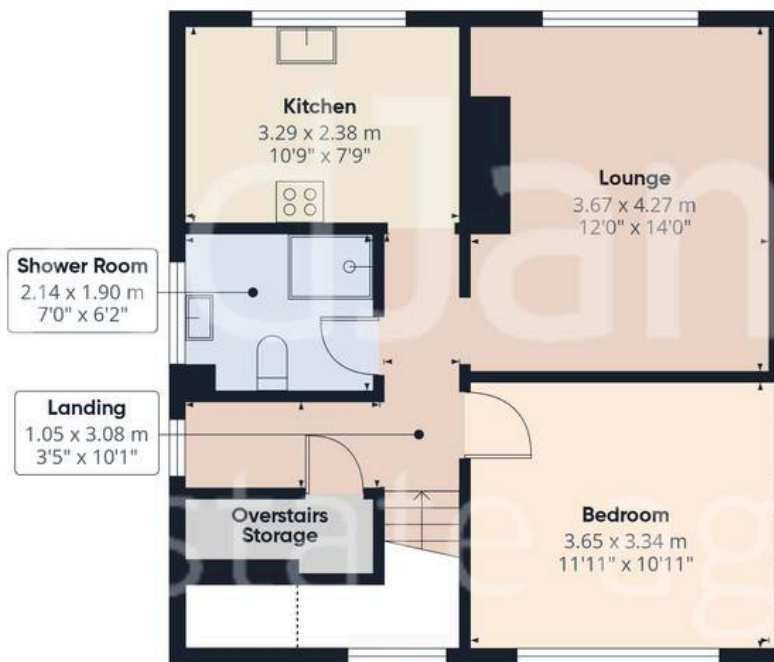 Kitchen
3.29 x 2.38 m
10'9" x 7'9"
Lounge
3.67 x 4.27 m
12'0" x 14'0"
Shower Room
2.14 x 1.90 m
7'0" x 6'2"
Landing
1.05 x 3.08 m
3'5" x 10'1"
Overstairs
Storage
Bedroom
3.65 x 3.34 m
11'11" x 10'11"